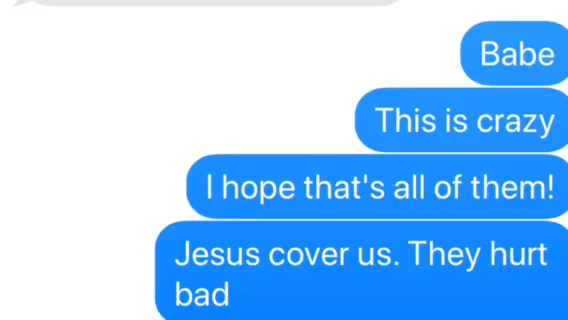 Babe
This is crazy
I hope that's all of them!
Jesus cover us. They hurt
bad